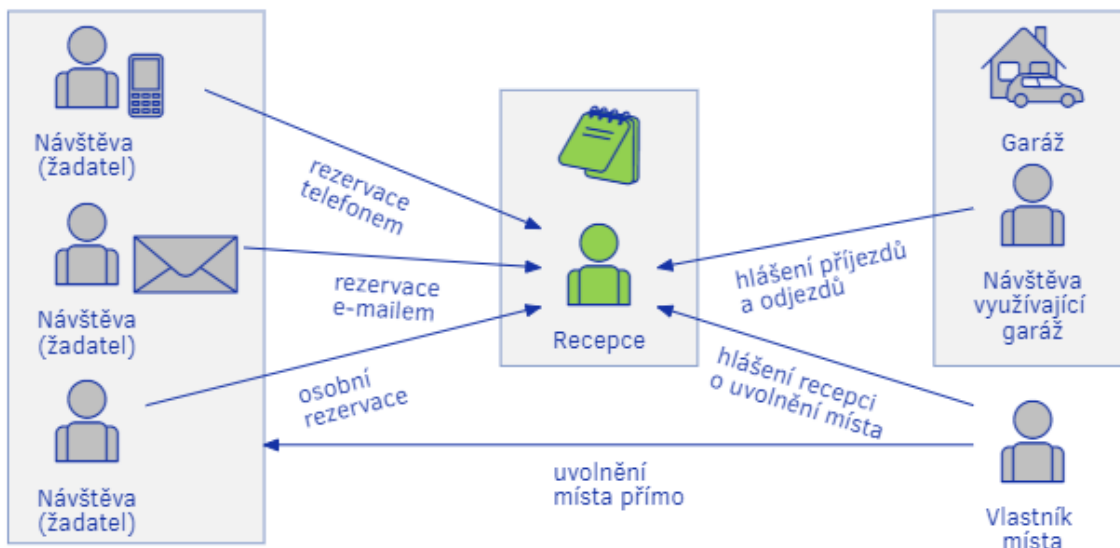 Návštěva
(žadatel)
Návštěva
(žadatel)
Návštěva
(žadatel)
rezervace
telefonem
rezervace
e-mailem
osobní
rezervace
Recepce
hlášení příjezdů
a odjezdů
hlášení recepci
o uvolnění místa
uvolnění
místa přímo
Garáž
Návštěva
využívající
garáž
Vlastník
místa